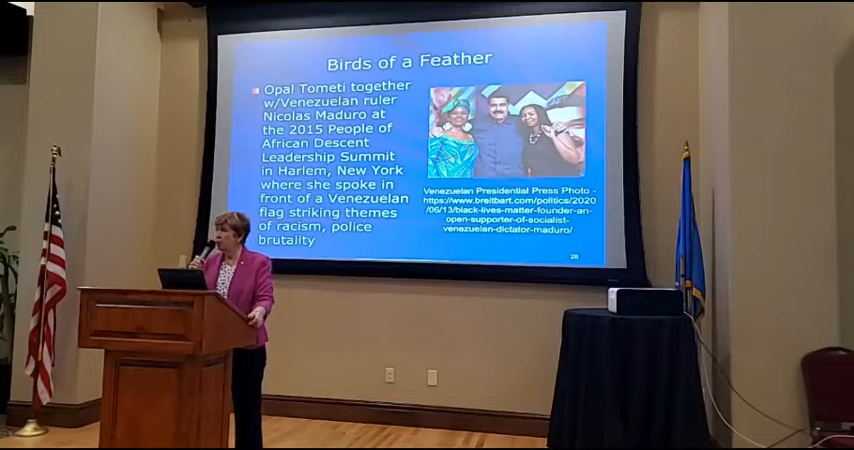 Birds of a Feather
Opal Tometi together
w/Venezuelan ruler
Nicolas Maduro at
the 2015 People of
African Descent
Leadership Summit
in Harlem, New York
where she spoke in
front of a Venezuelan
flag striking themes
of racism, police
brutality
Venezuelan Presidential Press Photo -
https://www.breitbart.com/politics/2020
/06/13/black-lives-matter-founder-an-
open-supporter-of-socialist-
venezuelan-dictator-maduro/
28